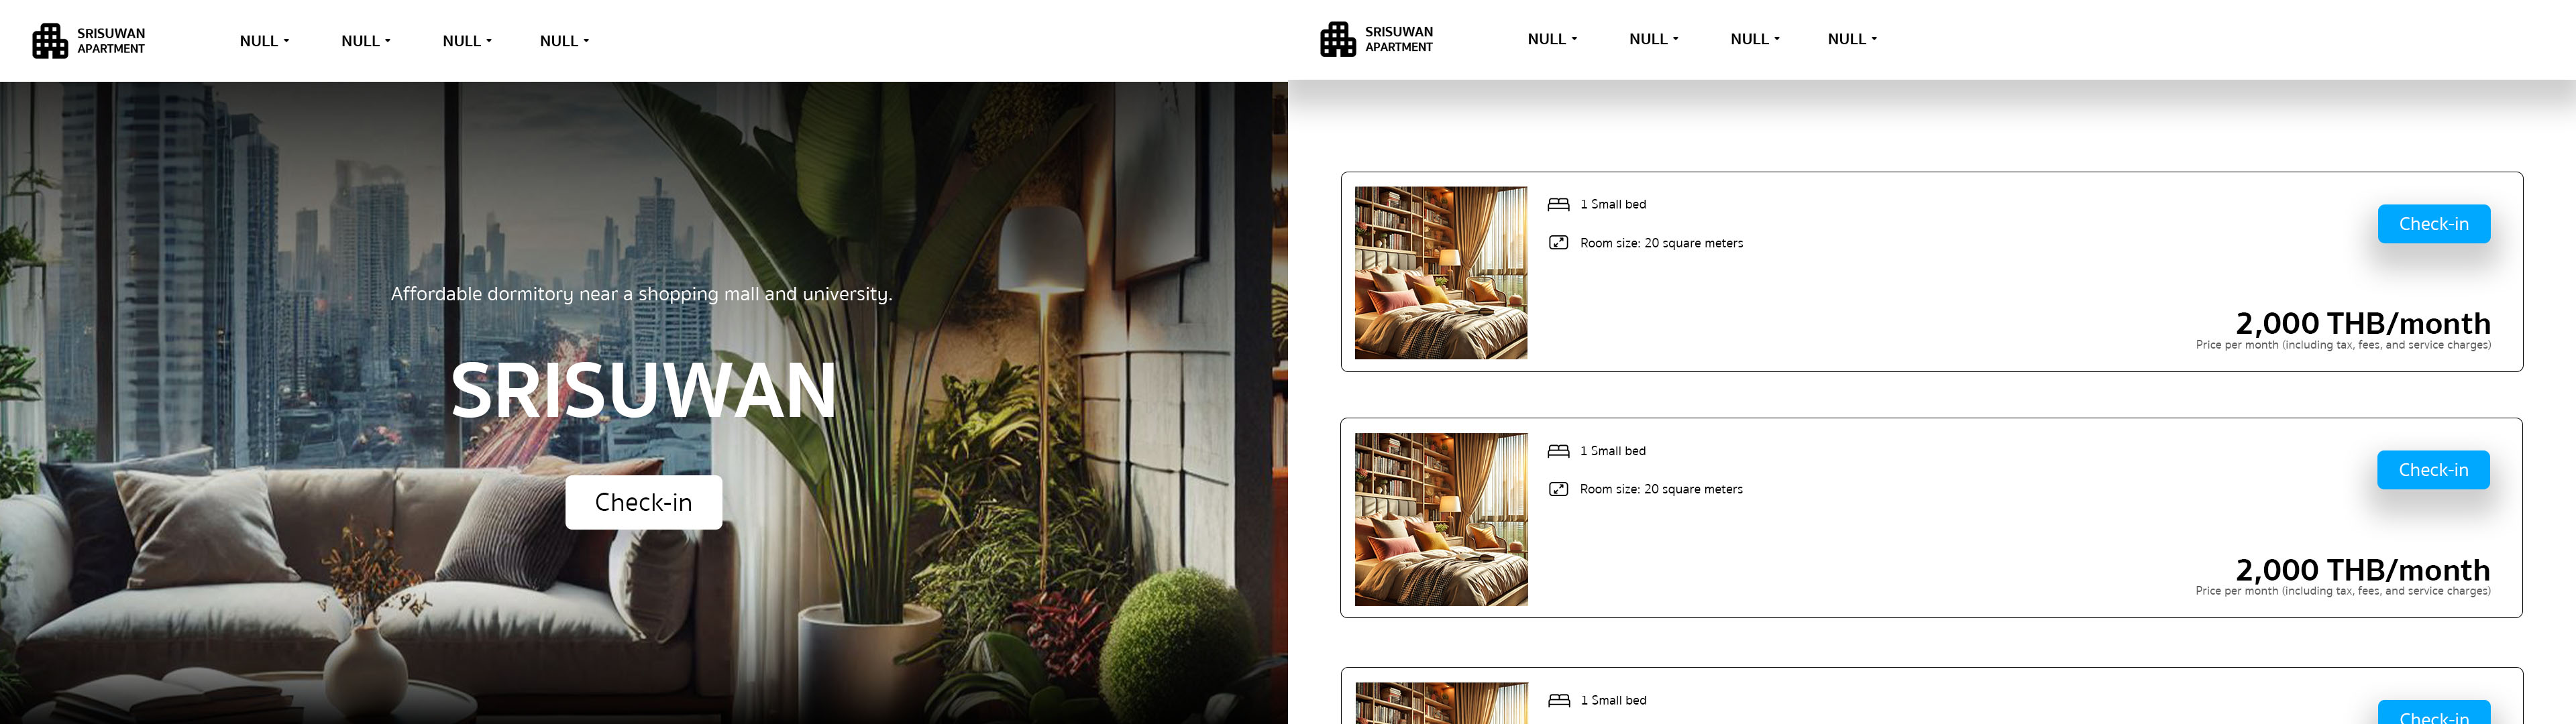 SRISUWAN
APARTMENT
NULL NULL NULL NULL
Affordable dormitory near a shopping mall and university.
SRISUWAN
Check-in
SRISUWAN
APARTMENT
NULL NULL NULL NULL
1 Small bed
Room size: 20 square meters
Check-in
2,000 THB/month
Price per month (including tax, fees, and service charges)
1 Small bed
Room size: 20 square meters
Check-in
2,000 THB/month
Price per month (including tax, fees, and service charges)
1 Small bed
Check-in